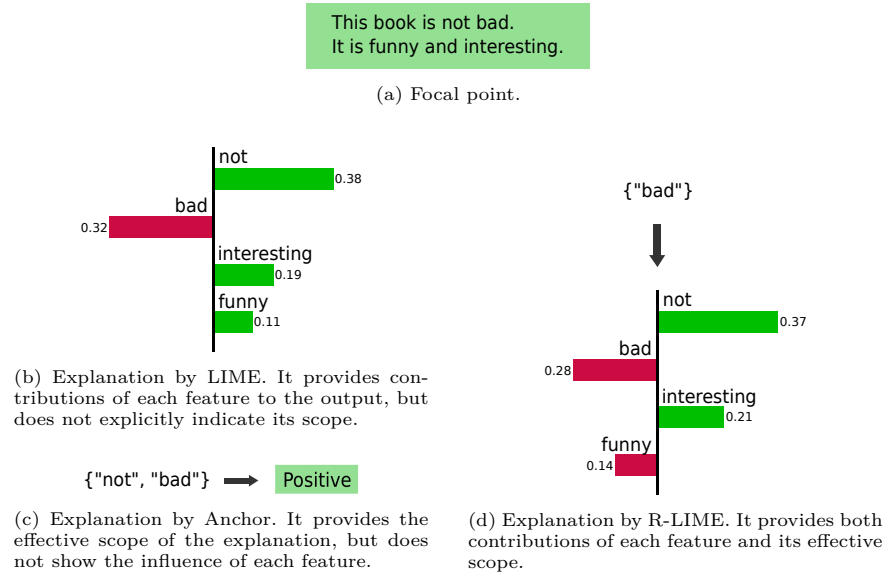 This book is not bad.
It is funny and interesting.
(a) Focal point.
not
0.38
bad
0.32
interesting
0.19
funny
0.11
(b) Explanation by LIME. It provides con-
tributions of each feature to the output, but
does not explicitly indicate its scope.
{"not", "bad"}
Positive
(c) Explanation by Anchor. It provides the
effective scope of the explanation, but does
not show the influence of each feature.
{"bad"}
not
0.37
bad
0.28
interesting
0.21
funny
0.14
(d) Explanation by R-LIME. It provides both
contributions of each feature and its effective
scope.